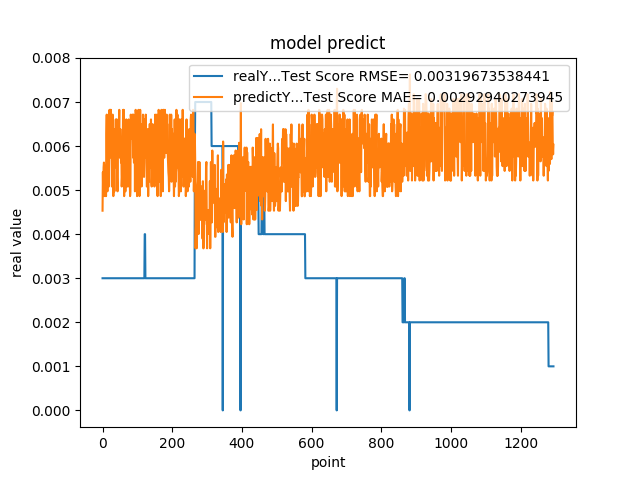 model predict
realY...Test Score RMSE= 0.00319673538441
predictY...Test Score MAE= 0.00292940273945
real value
0.008
0.007
0.006
0.005
0.004
0.003
0.002
0.001
0.000
0 200 400 600 800 1000 1200
point